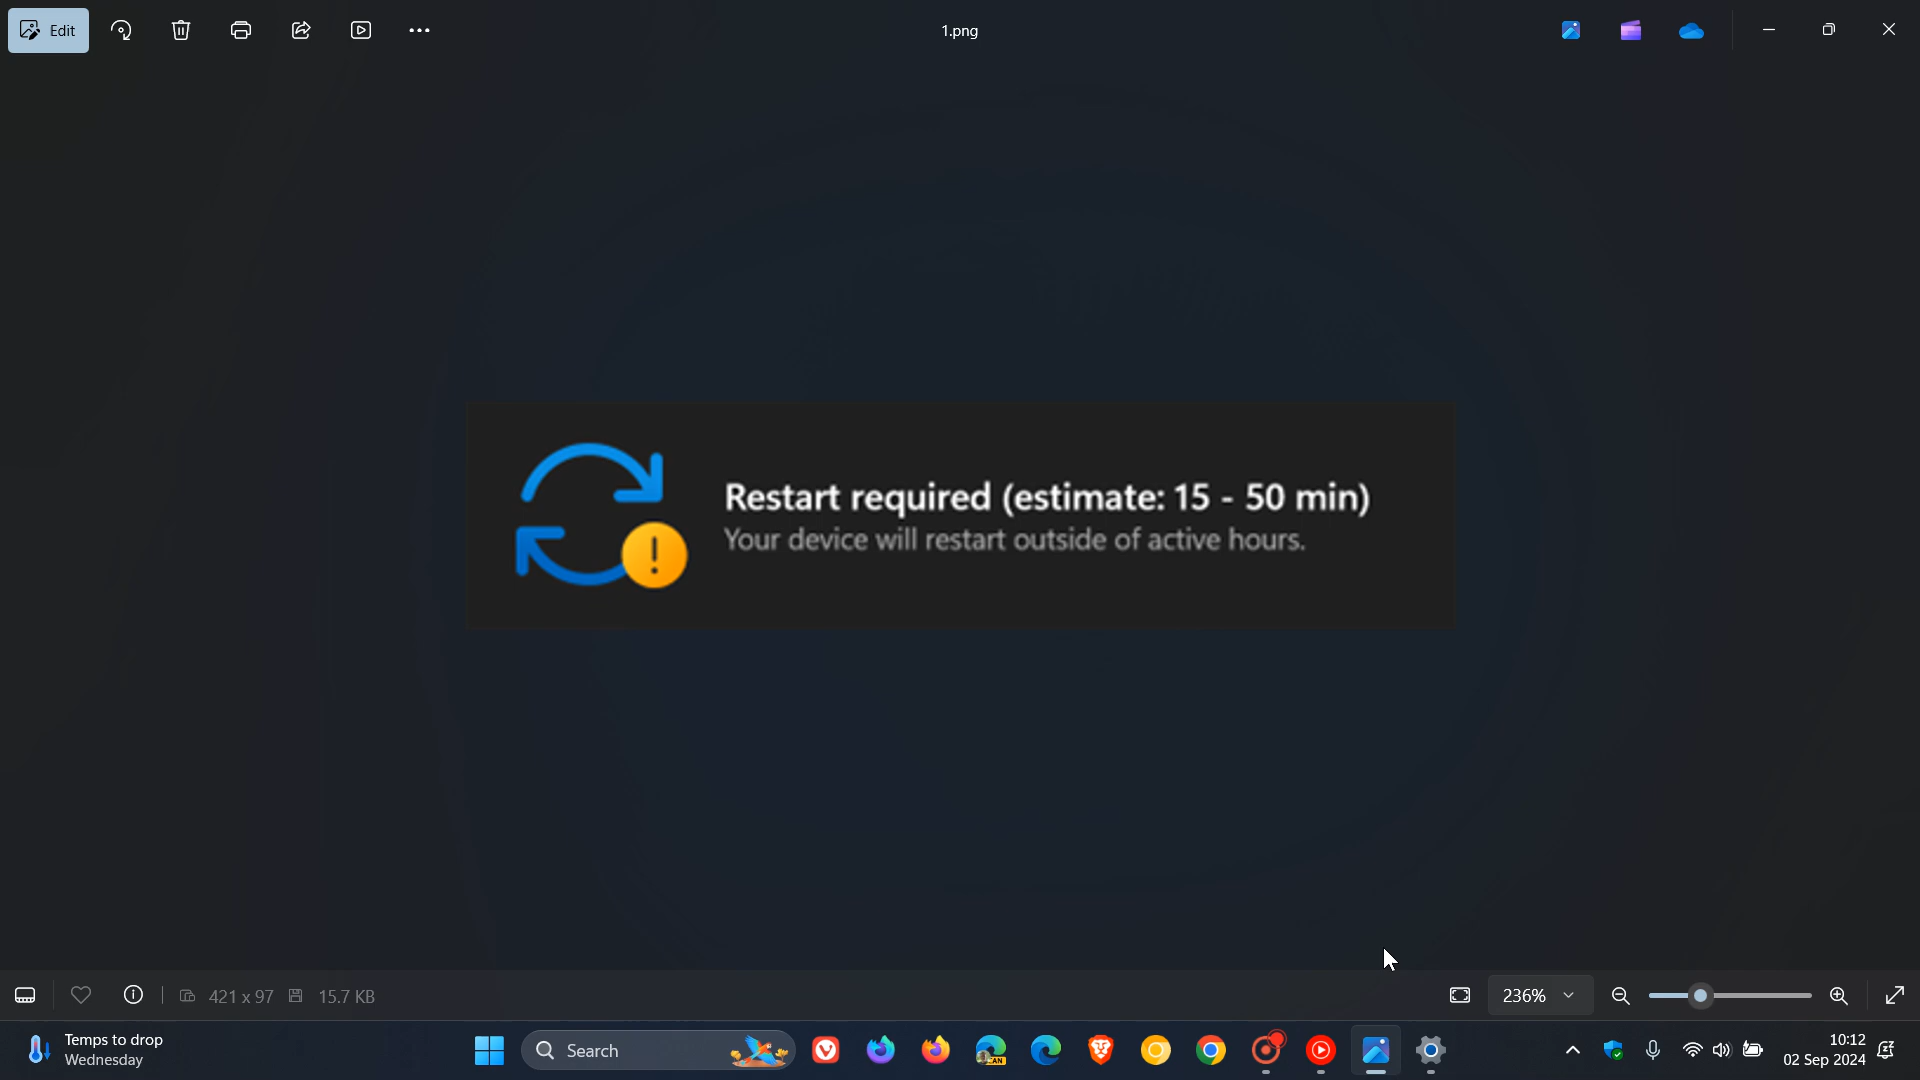 Edit
1.png
Restart required (estimate: 15 - 50 min)
Your device will restart outside of active hours.
421 x 97
15.7 KB
236%
Temps to drop
Wednesday
Search
CAN
10:12
02 Sep 2024